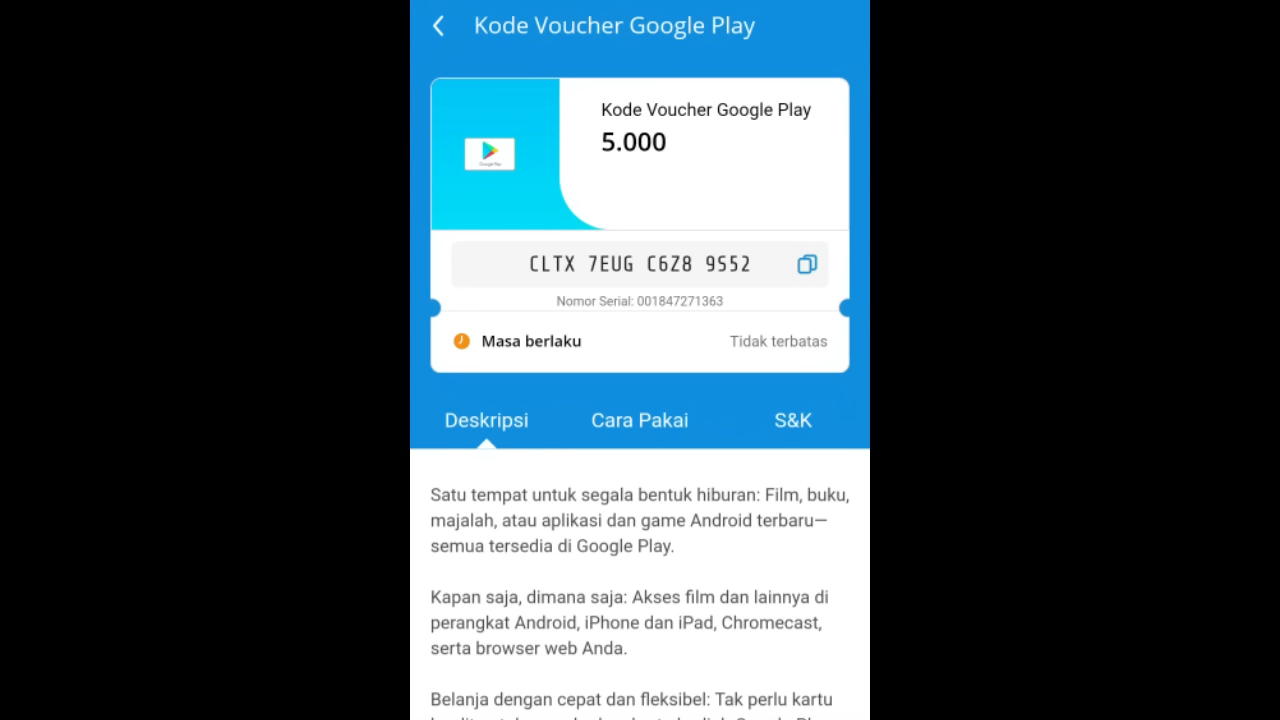 Kode Voucher Google Play
Kode Voucher Google Play
5.000
Google Play
CLTX 7EUG C6Z8 9S52
Nomor Serial: 001847271363
Masa berlaku
Tidak terbatas
Deskripsi
Cara Pakai
S&K
Satu tempat untuk segala bentuk hiburan: Film, buku,
majalah, atau aplikasi dan game Android terbaru—
semua tersedia di Google Play.
Kapan saja, dimana saja: Akses film dan lainnya di
perangkat Android, iPhone dan iPad, Chromecast,
serta browser web Anda.
Belanja dengan cepat dan fleksibel: Tak perlu kartu